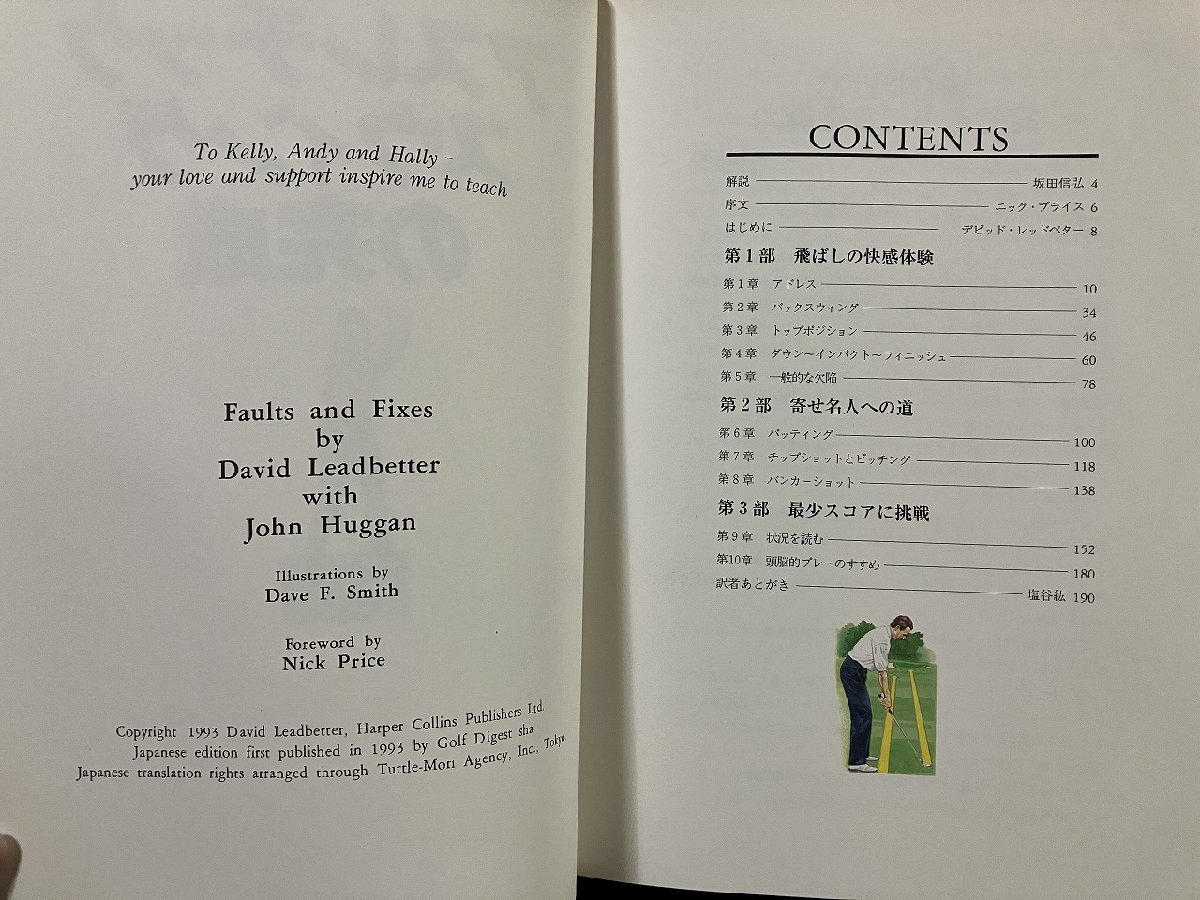 To Kelly, Andy and Hally -
your love and support inspire me to teach
Faults and Fixes
by
David Leadbetter
with
John Huggan
Illustrations by
Dave F. Smith
Foreword by
Nick Price
Copyright 1993 David Leadbetter, Harper Collins Publishers Ltd.
Japanese edition first published in 1993 by Golf Digest sha
Japanese translation rights arranged through Tuttle-Mori Agency, Inc., Tokyo.
CONTENTS
解説 坂田信弘 4
序文 ニック・プライス 6
はじめに デビッド・レッドベター 8
第1部 飛ばしの快感体験
第1章 アドレス 10
第2章 バックスウィング 34
第3章 トップポジション 46
第4章 ダウン〜インパクト〜フィニッシュ 60
第5章 一般的な欠陥 78
第2部 寄せ名人への道
第6章 パッティング 100
第7章 チップショットとピッチング 118
第8章 バンカーショット 138
第3部 最少スコアに挑戦
第9章 状況を読む 152
第10章 頭脳的プレーのすすめ 180
訳者あとがき 塩谷紘 190